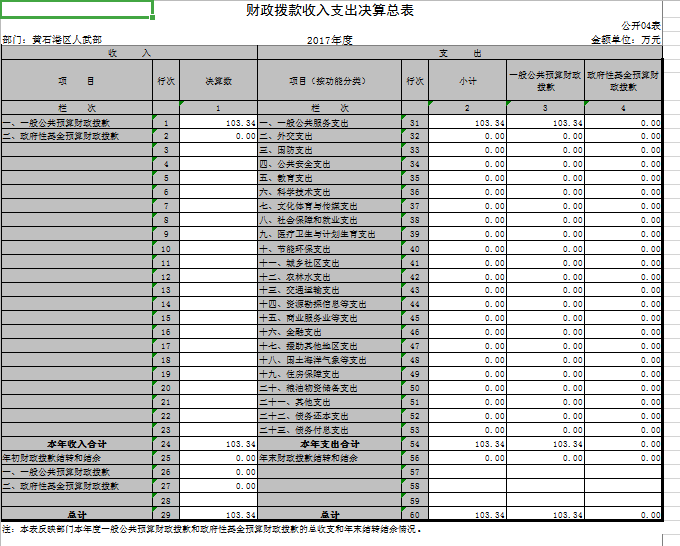 财政拨款收入支出决算总表
公开04表
部门：黄石港区人武部 2017年度 金额单位：万元
收 入 支 出
项 目 行次 决算数 项目（按功能分类） 行次 小计 一般公共预算财政拨款 政府性基金预算财政拨款
栏 次 1 栏 次 2 3 4
一、一般公共预算财政拨款 1 103.34 一、一般公共服务支出 31 103.34 103.34 0.00
二、政府性基金预算财政拨款 2 0.00 二、外交支出 32 0.00 0.00 0.00
3 三、国防支出 33 0.00 0.00 0.00
4 四、公共安全支出 34 0.00 0.00 0.00
5 五、教育支出 35 0.00 0.00 0.00
6 六、科学技术支出 36 0.00 0.00 0.00
7 七、文化体育与传媒支出 37 0.00 0.00 0.00
8 八、社会保障和就业支出 38 0.00 0.00 0.00
9 九、医疗卫生与计划生育支出 39 0.00 0.00 0.00
10 十、节能环保支出 40 0.00 0.00 0.00
11 十一、城乡社区支出 41 0.00 0.00 0.00
12 十二、农林水支出 42 0.00 0.00 0.00
13 十三、交通运输支出 43 0.00 0.00 0.00
14 十四、资源勘探信息等支出 44 0.00 0.00 0.00
15 十五、商业服务业等支出 45 0.00 0.00 0.00
16 十六、金融支出 46 0.00 0.00 0.00
17 十七、援助其他地区支出 47 0.00 0.00 0.00
18 十八、国土海洋气象等支出 48 0.00 0.00 0.00
19 十九、住房保障支出 49 0.00 0.00 0.00
20 二十、粮油物资储备支出 50 0.00 0.00 0.00
21 二十一、其他支出 51 0.00 0.00 0.00
22 二十二、债务还本支出 52 0.00 0.00 0.00
23 二十三、债务付息支出 53 0.00 0.00 0.00
本年收入合计 24 103.34 本年支出合计 54 103.34 103.34 0.00
年初财政拨款结转和结余 25 0.00 年末财政拨款结转和结余 56 0.00 0.00 0.00
一、一般公共预算财政拨款 26 0.00 57
二、政府性基金预算财政拨款 27 0.00 58
28 59
总计 29 103.34 总计 60 103.34 103.34 0.00
注：本表反映部门本年度一般公共预算财政拨款和政府性基金预算财政拨款的总收支和年末结转结余情况。